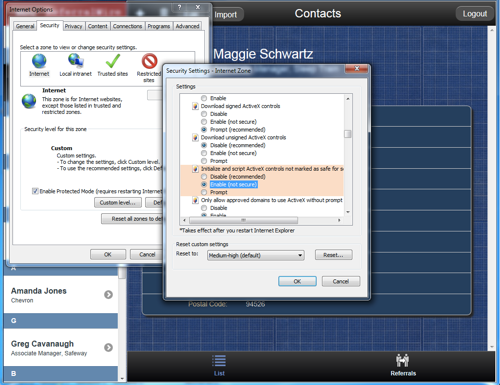 Internet Options
Import
Contacts
Logout
General Security Privacy Content Connections Programs Advanced
Select a zone to view or change security settings.
Internet
Local intranet
Trusted sites
Restricted sites
Internet
This zone is for Internet websites,
except those listed in trusted and
restricted zones.
Security level for this zone
Custom
Custom settings.
- To change the settings, click Custom level.
- To use the recommended settings, click
Enable Protected Mode (requires restarting Internet
Custom level...
Reset all zones to
OK
Cancel
Maggie Schwartz
Security Settings - Internet Zone
Settings
Enable
Download signed ActiveX controls
Disable
Enable (not secure)
Prompt (recommended)
Download unsigned ActiveX controls
Disable (recommended)
Enable (not secure)
Prompt
Initialize and script ActiveX controls not marked as safe for s
Disable (recommended)
Enable (not secure)
Prompt
Only allow approved domains to use ActiveX without prompt
Disable
Enable
*Takes effect after you restart Internet Explorer
Reset custom settings
Reset to:
Medium-high (default)
Reset...
OK
Cancel
A
Amanda Jones
Chevron
G
Greg Cavanaugh
Associate Manager, Safeway
B
Postal Code: 94526
List
Referrals